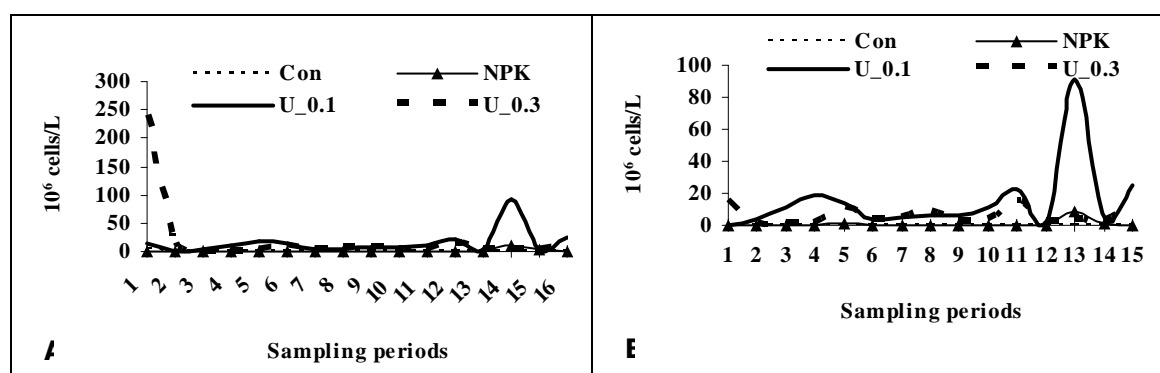 Con
NPK
U_0.1
U_0.3
300
250
200
150
100
50
0
10⁶ cells/L
1 2 3 4 5 6 7 8 9 10 11 12 13 14 15 16
Sampling periods
A
Con
NPK
U_0.1
U_0.3
100
80
60
40
20
0
10⁶ cells/L
1 2 3 4 5 6 7 8 9 10 11 12 13 14 15
Sampling periods